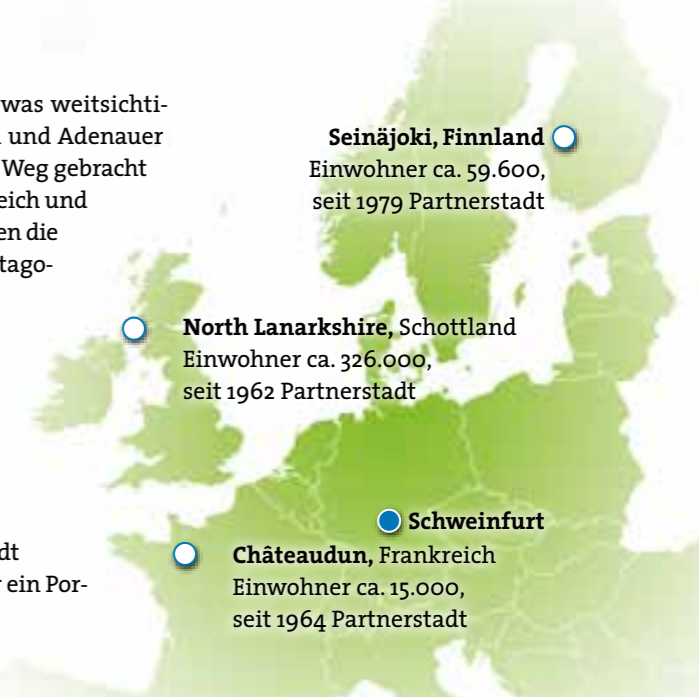 was weitsichti-
und Adenauer
Weg gebracht
eich und
en die
tago-
Seinäjoki, Finnland
Einwohner ca. 59.600,
seit 1979 Partnerstadt
North Lanarkshire, Schottland
Einwohner ca. 326.000,
seit 1962 Partnerstadt
Schweinfurt
Châteaudun, Frankreich
Einwohner ca. 15.000,
seit 1964 Partnerstadt
dt
ein Por-